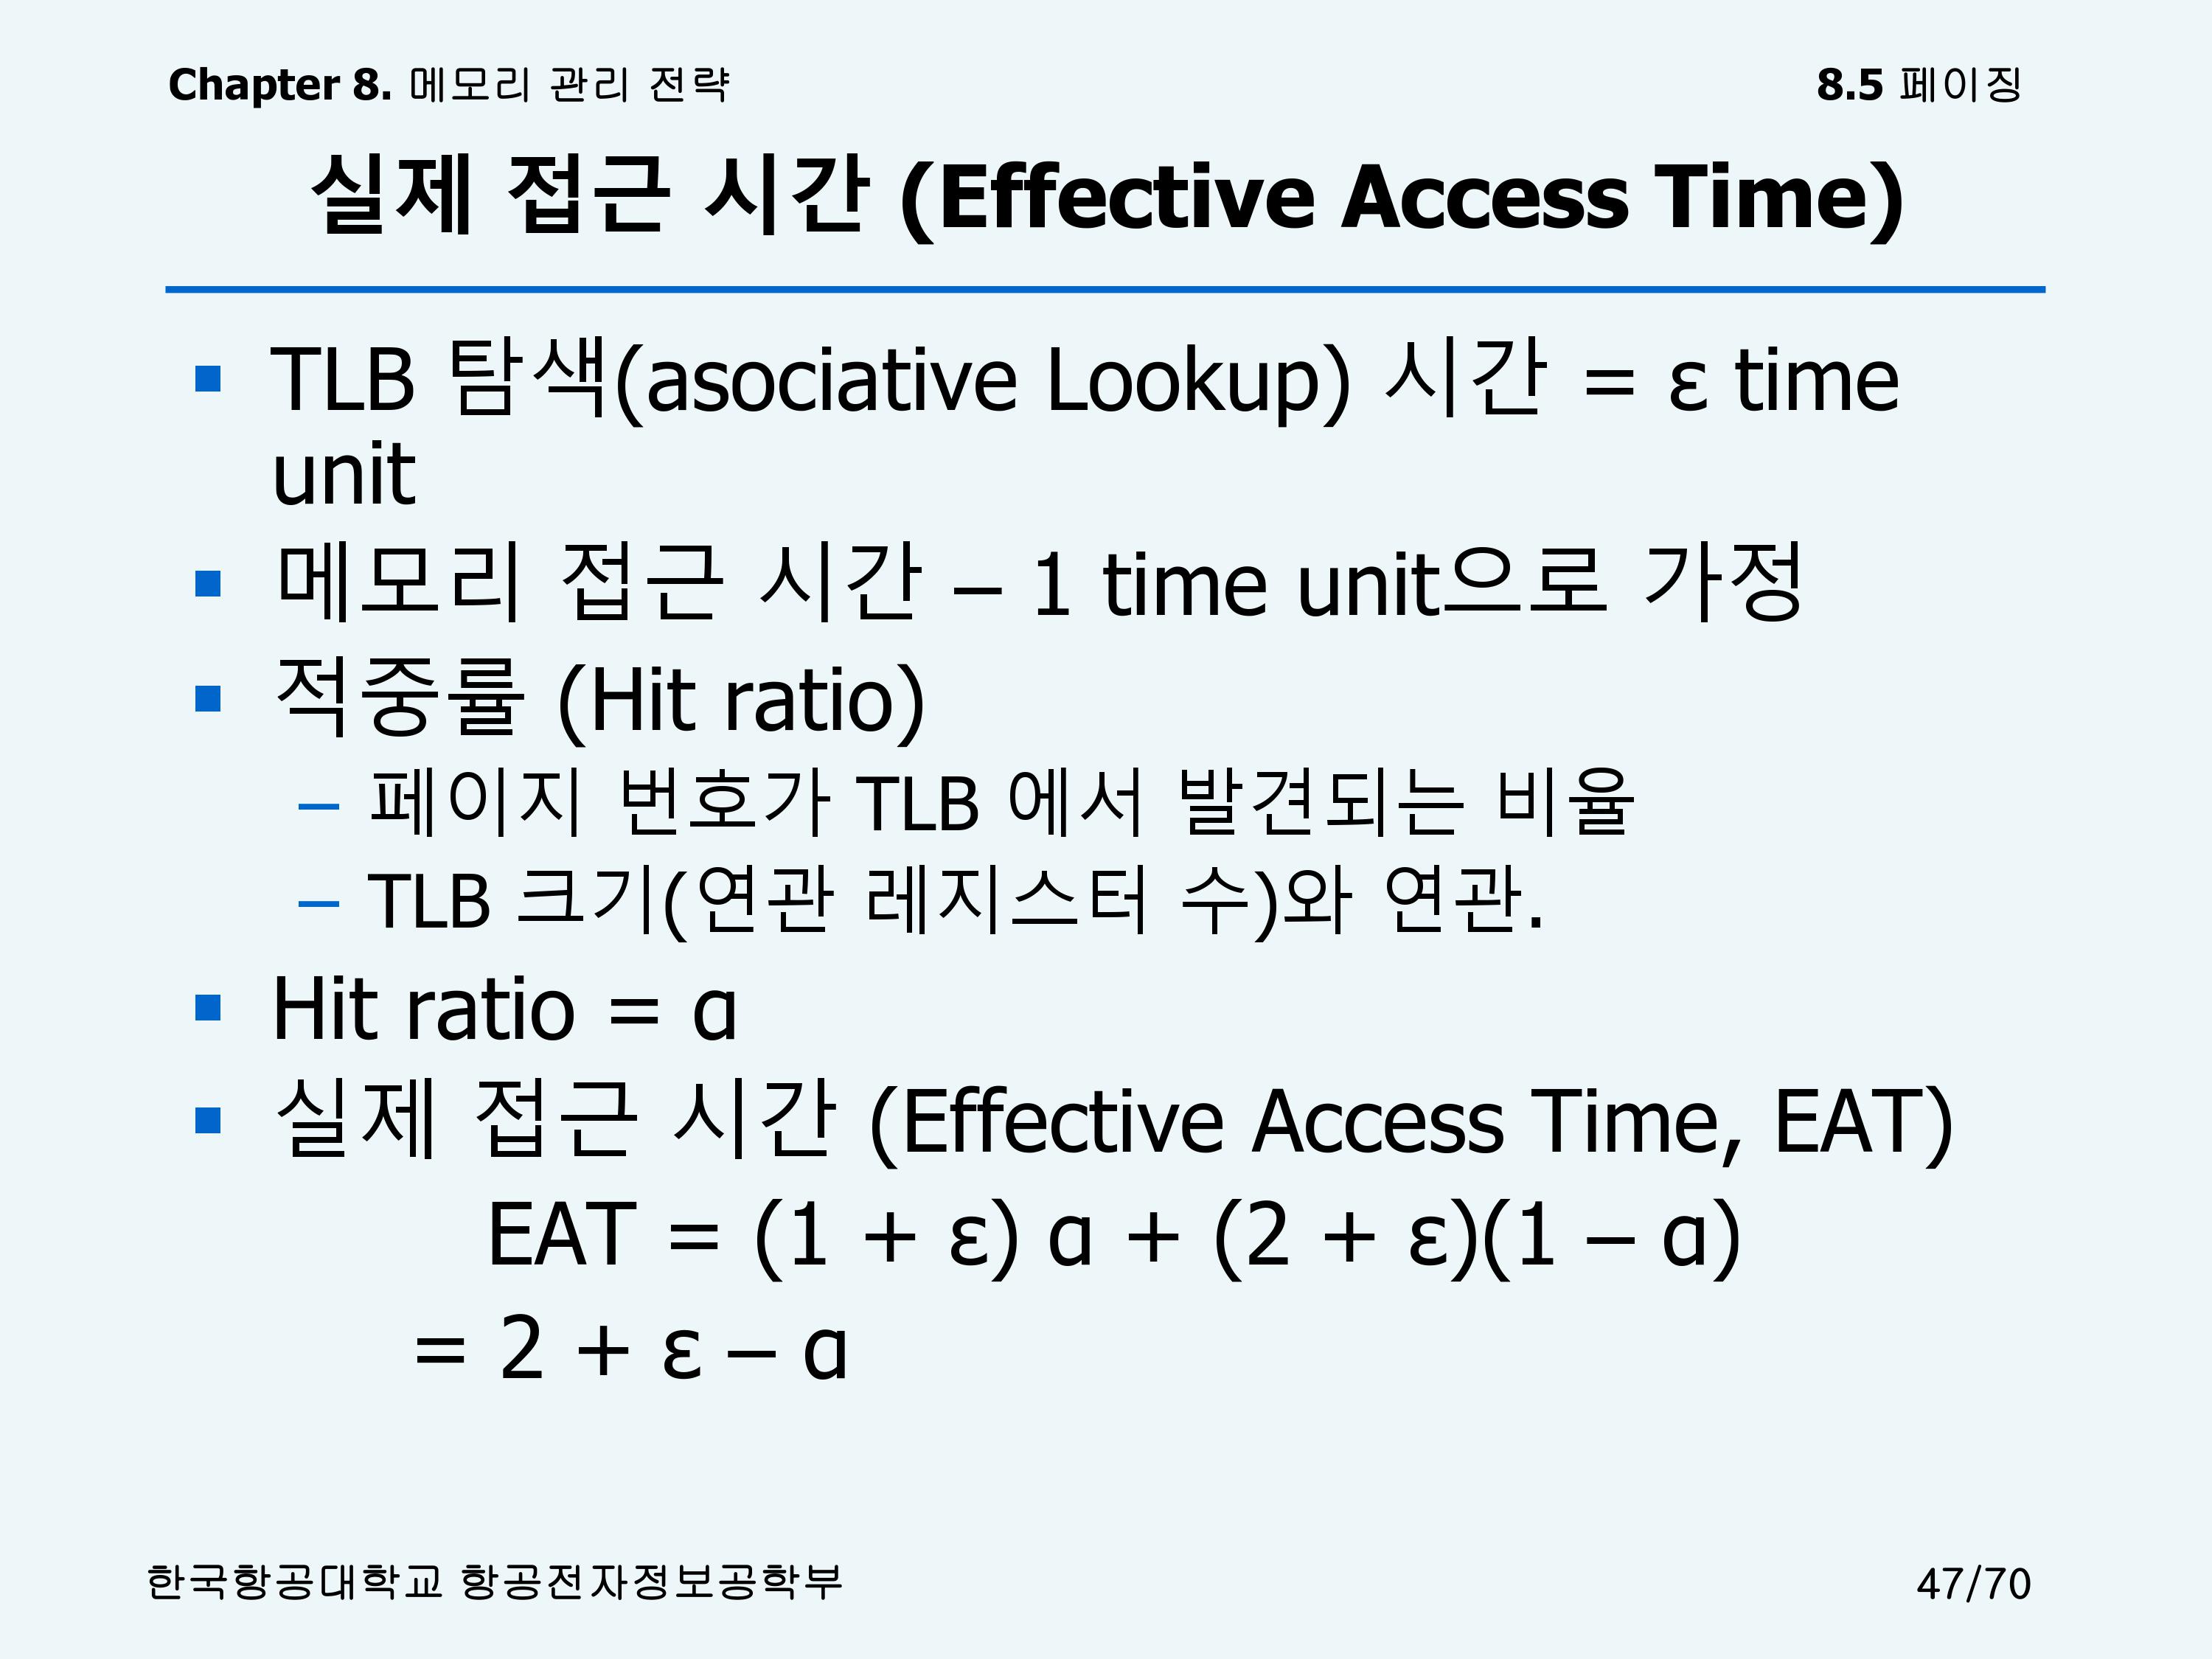 Chapter 8. 메모리 관리 전략
8.5 페이징
실제 접근 시간 (Effective Access Time)
TLB 탐색(asociative Lookup) 시간 = ε time
unit
메모리 접근 시간 – 1 time unit으로 가정
적중률 (Hit ratio)
– 페이지 번호가 TLB 에서 발견되는 비율
– TLB 크기(연관 레지스터 수)와 연관.
Hit ratio = α
실제 접근 시간 (Effective Access Time, EAT)
EAT = (1 + ε) α + (2 + ε)(1 – α)
= 2 + ε – α
한국항공대학교 항공전자정보공학부
47/70